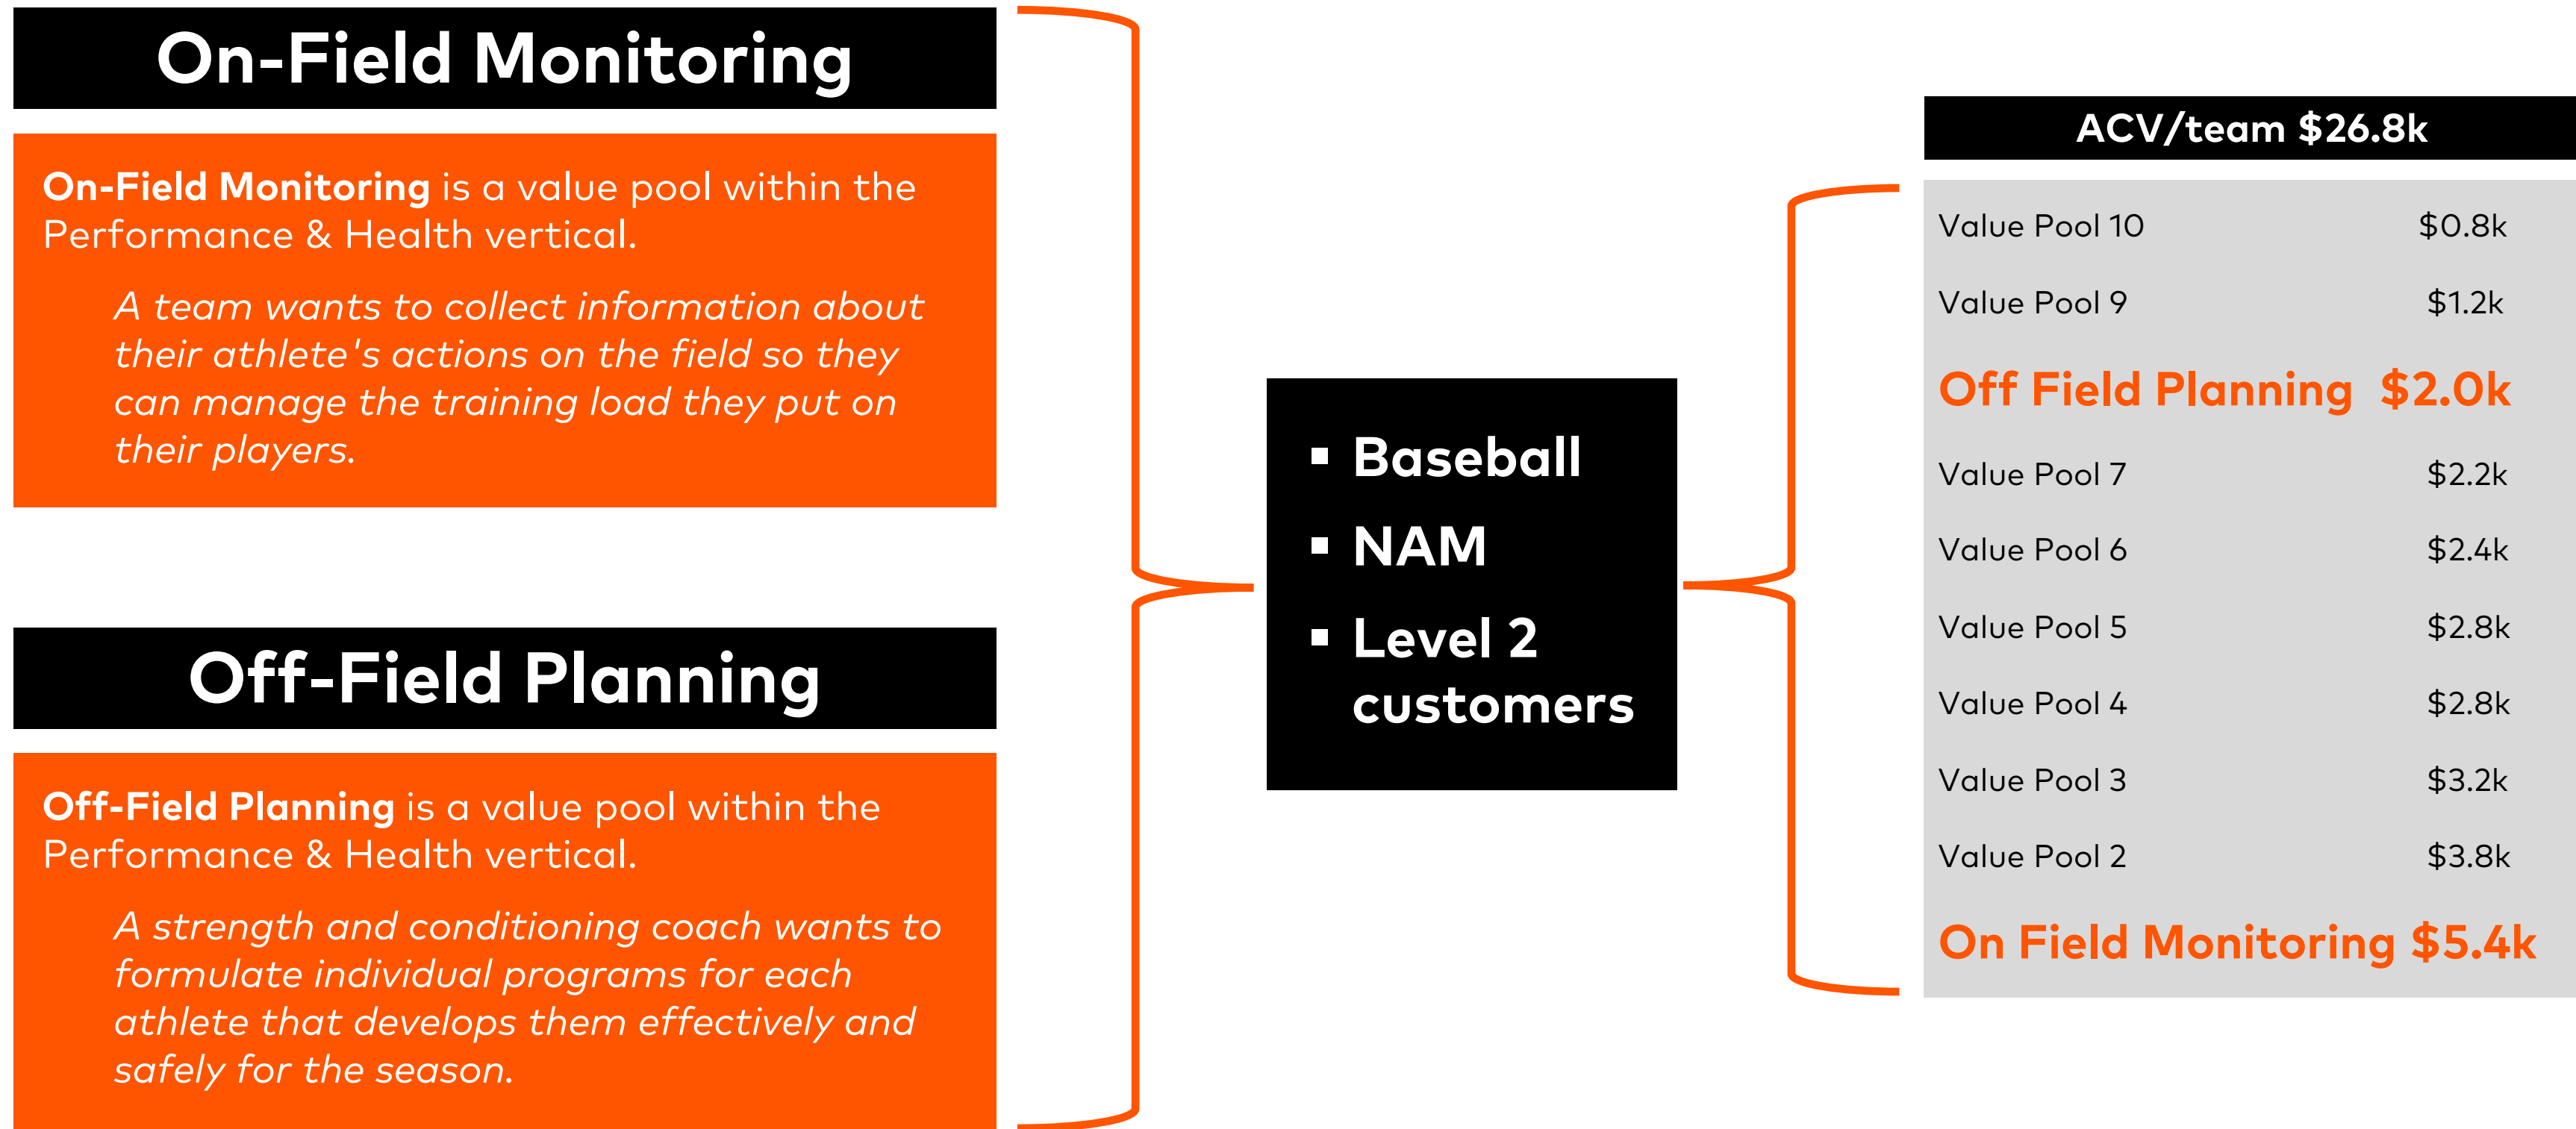 On-Field Monitoring
On-Field Monitoring is a value pool within the
Performance & Health vertical.
A team wants to collect information about
their athlete's actions on the field so they
can manage the training load they put on
their players.
Off-Field Planning
Off-Field Planning is a value pool within the
Performance & Health vertical.
A strength and conditioning coach wants to
formulate individual programs for each
athlete that develops them effectively and
safely for the season.
▪ Baseball
▪ NAM
▪ Level 2
customers
ACV/team $26.8k
Value Pool 10 $0.8k
Value Pool 9 $1.2k
Off Field Planning $2.0k
Value Pool 7 $2.2k
Value Pool 6 $2.4k
Value Pool 5 $2.8k
Value Pool 4 $2.8k
Value Pool 3 $3.2k
Value Pool 2 $3.8k
On Field Monitoring $5.4k